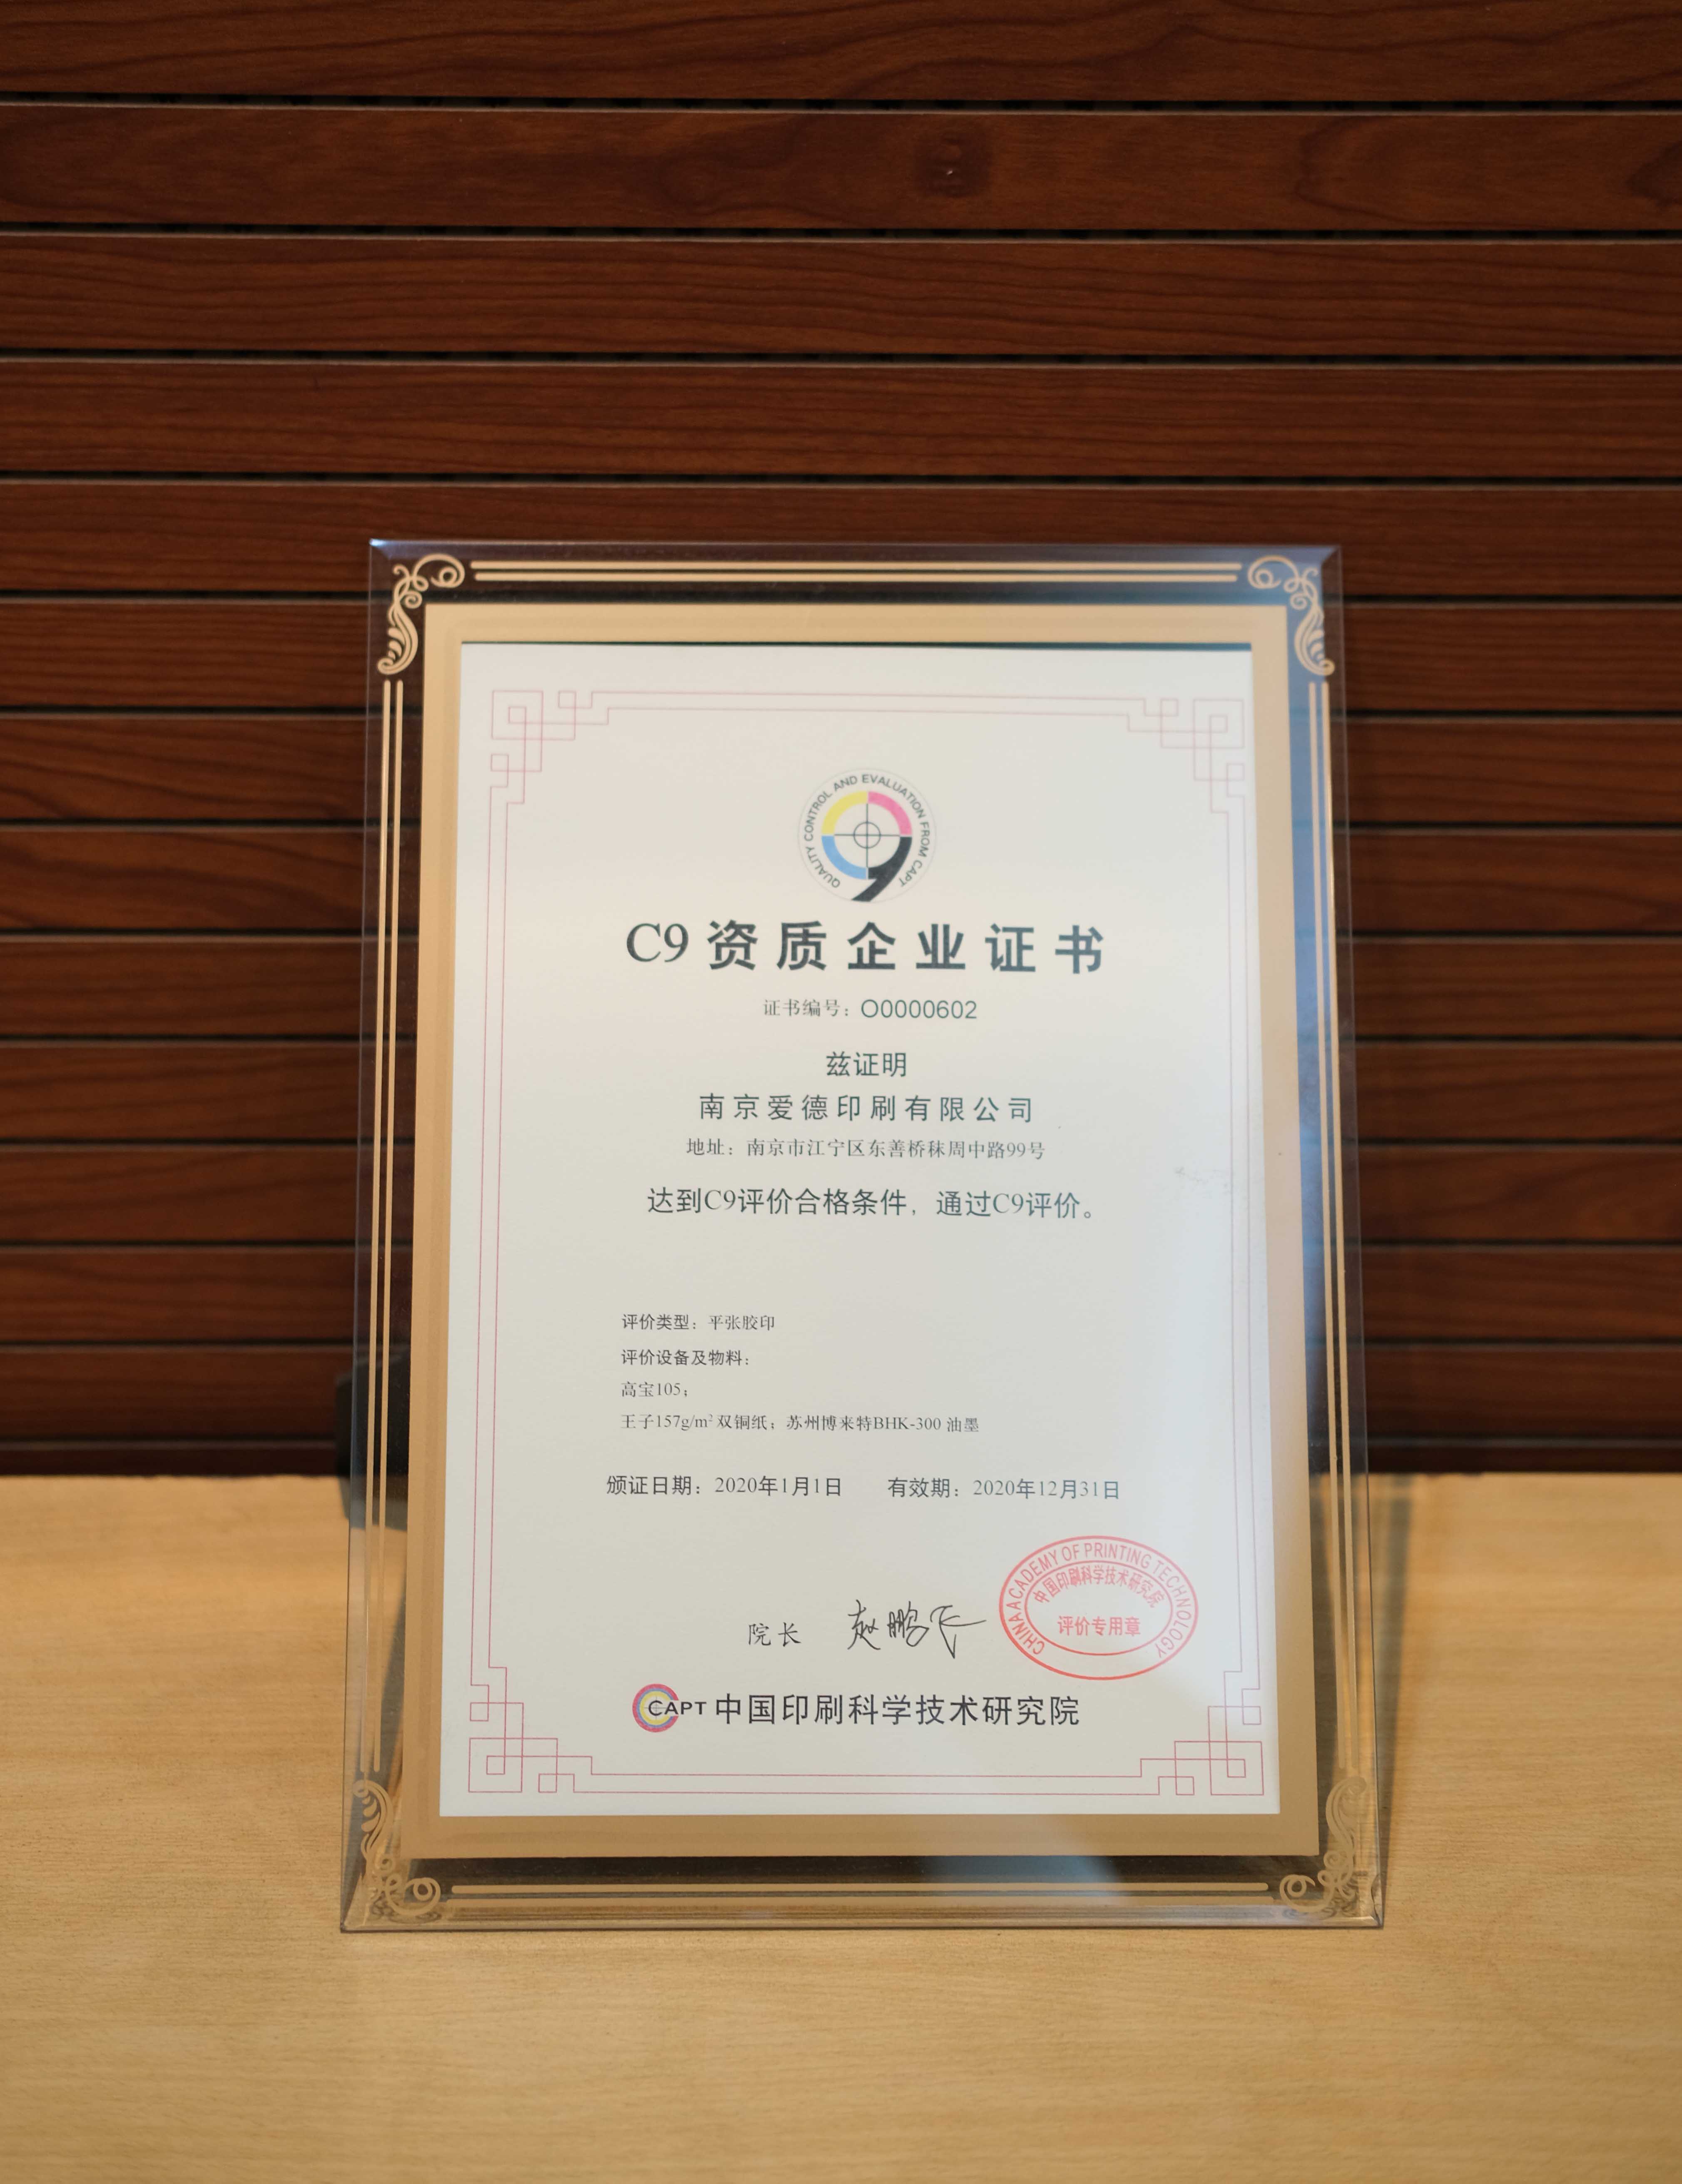 QUALITY CONTROL AND EVALUATION FROM CAPT
C9 资质企业证书
证书编号：O0000602
兹证明
南京爱德印刷有限公司
地址：南京市江宁区东善桥秣周中路99号
达到C9评价合格条件，通过C9评价。
评价类型：平张胶印
评价设备及物料：
高宝105；
王子157g/m² 双铜纸；苏州博来特BHK-300 油墨
颁证日期：2020年1月1日 有效期：2020年12月31日
院长 赵鹏飞
CHINA ACADEMY OF PRINTING TECHNOLOGY
中国印刷科学技术研究院
评价专用章
CAPT 中国印刷科学技术研究院